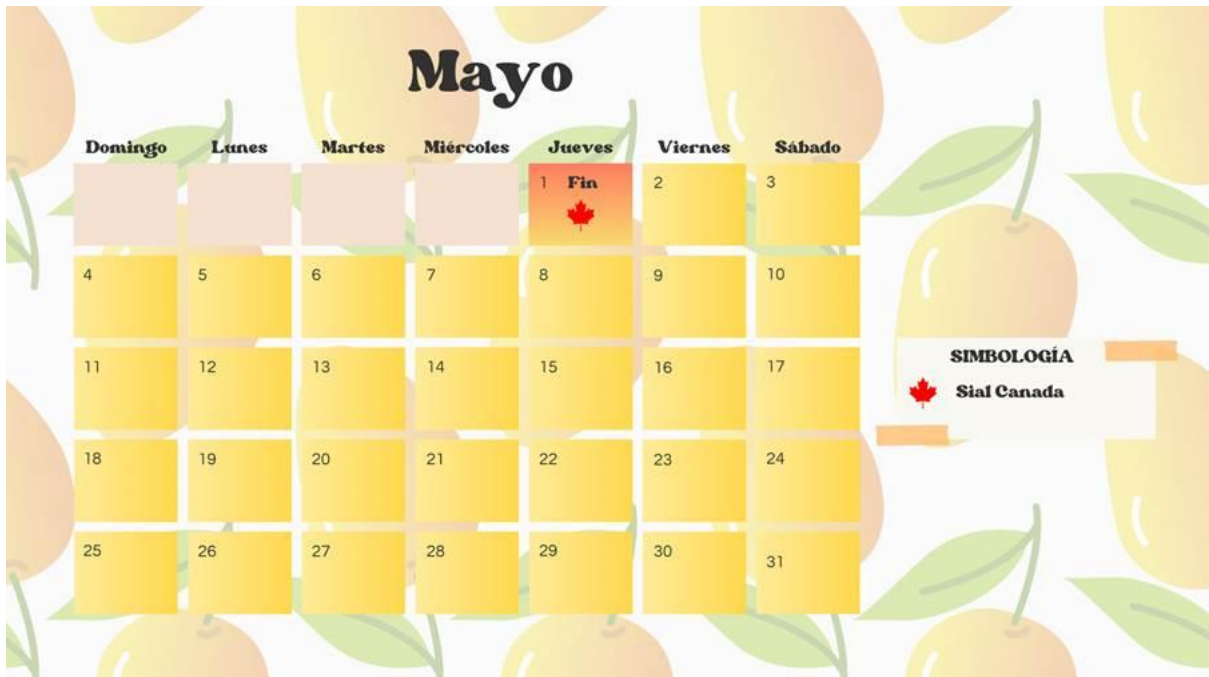 Mayo
Domingo Lunes Martes Miércoles Jueves Viernes Sábado
1 Fin 2 3
4 5 6 7 8 9 10
11 12 13 14 15 16 17
18 19 20 21 22 23 24
25 26 27 28 29 30 31
SIMBOLOGÍA
Sial Canada